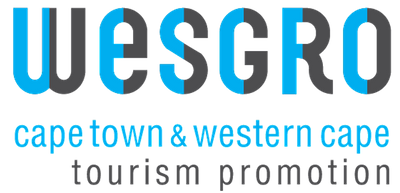 wesgro
cape town & western cape
tourism promotion